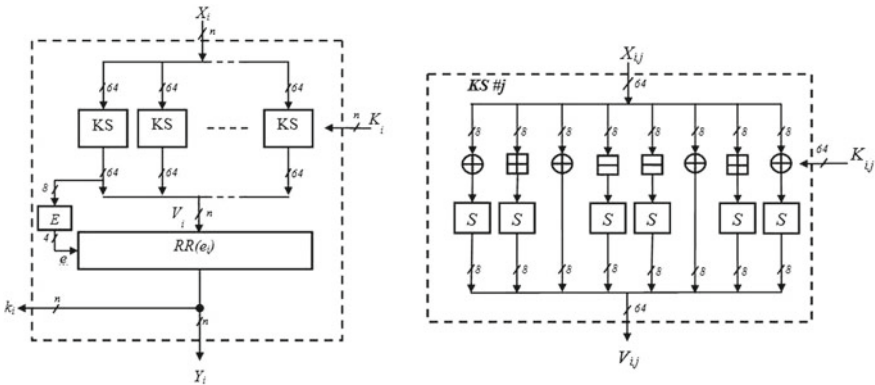 X_i
n
64 64 64
KS KS KS
n K_i
64 64 64
8
E
V_i n
4
e_i
RR(e_i)
k_i n
n
Y_i
X_{i,j}
KS #j 64
8 8 8 8 8 8 8 8
64 K_{i,j}
S S S S S S
8 8 8 8 8 8 8 8
64
V_{i,j}